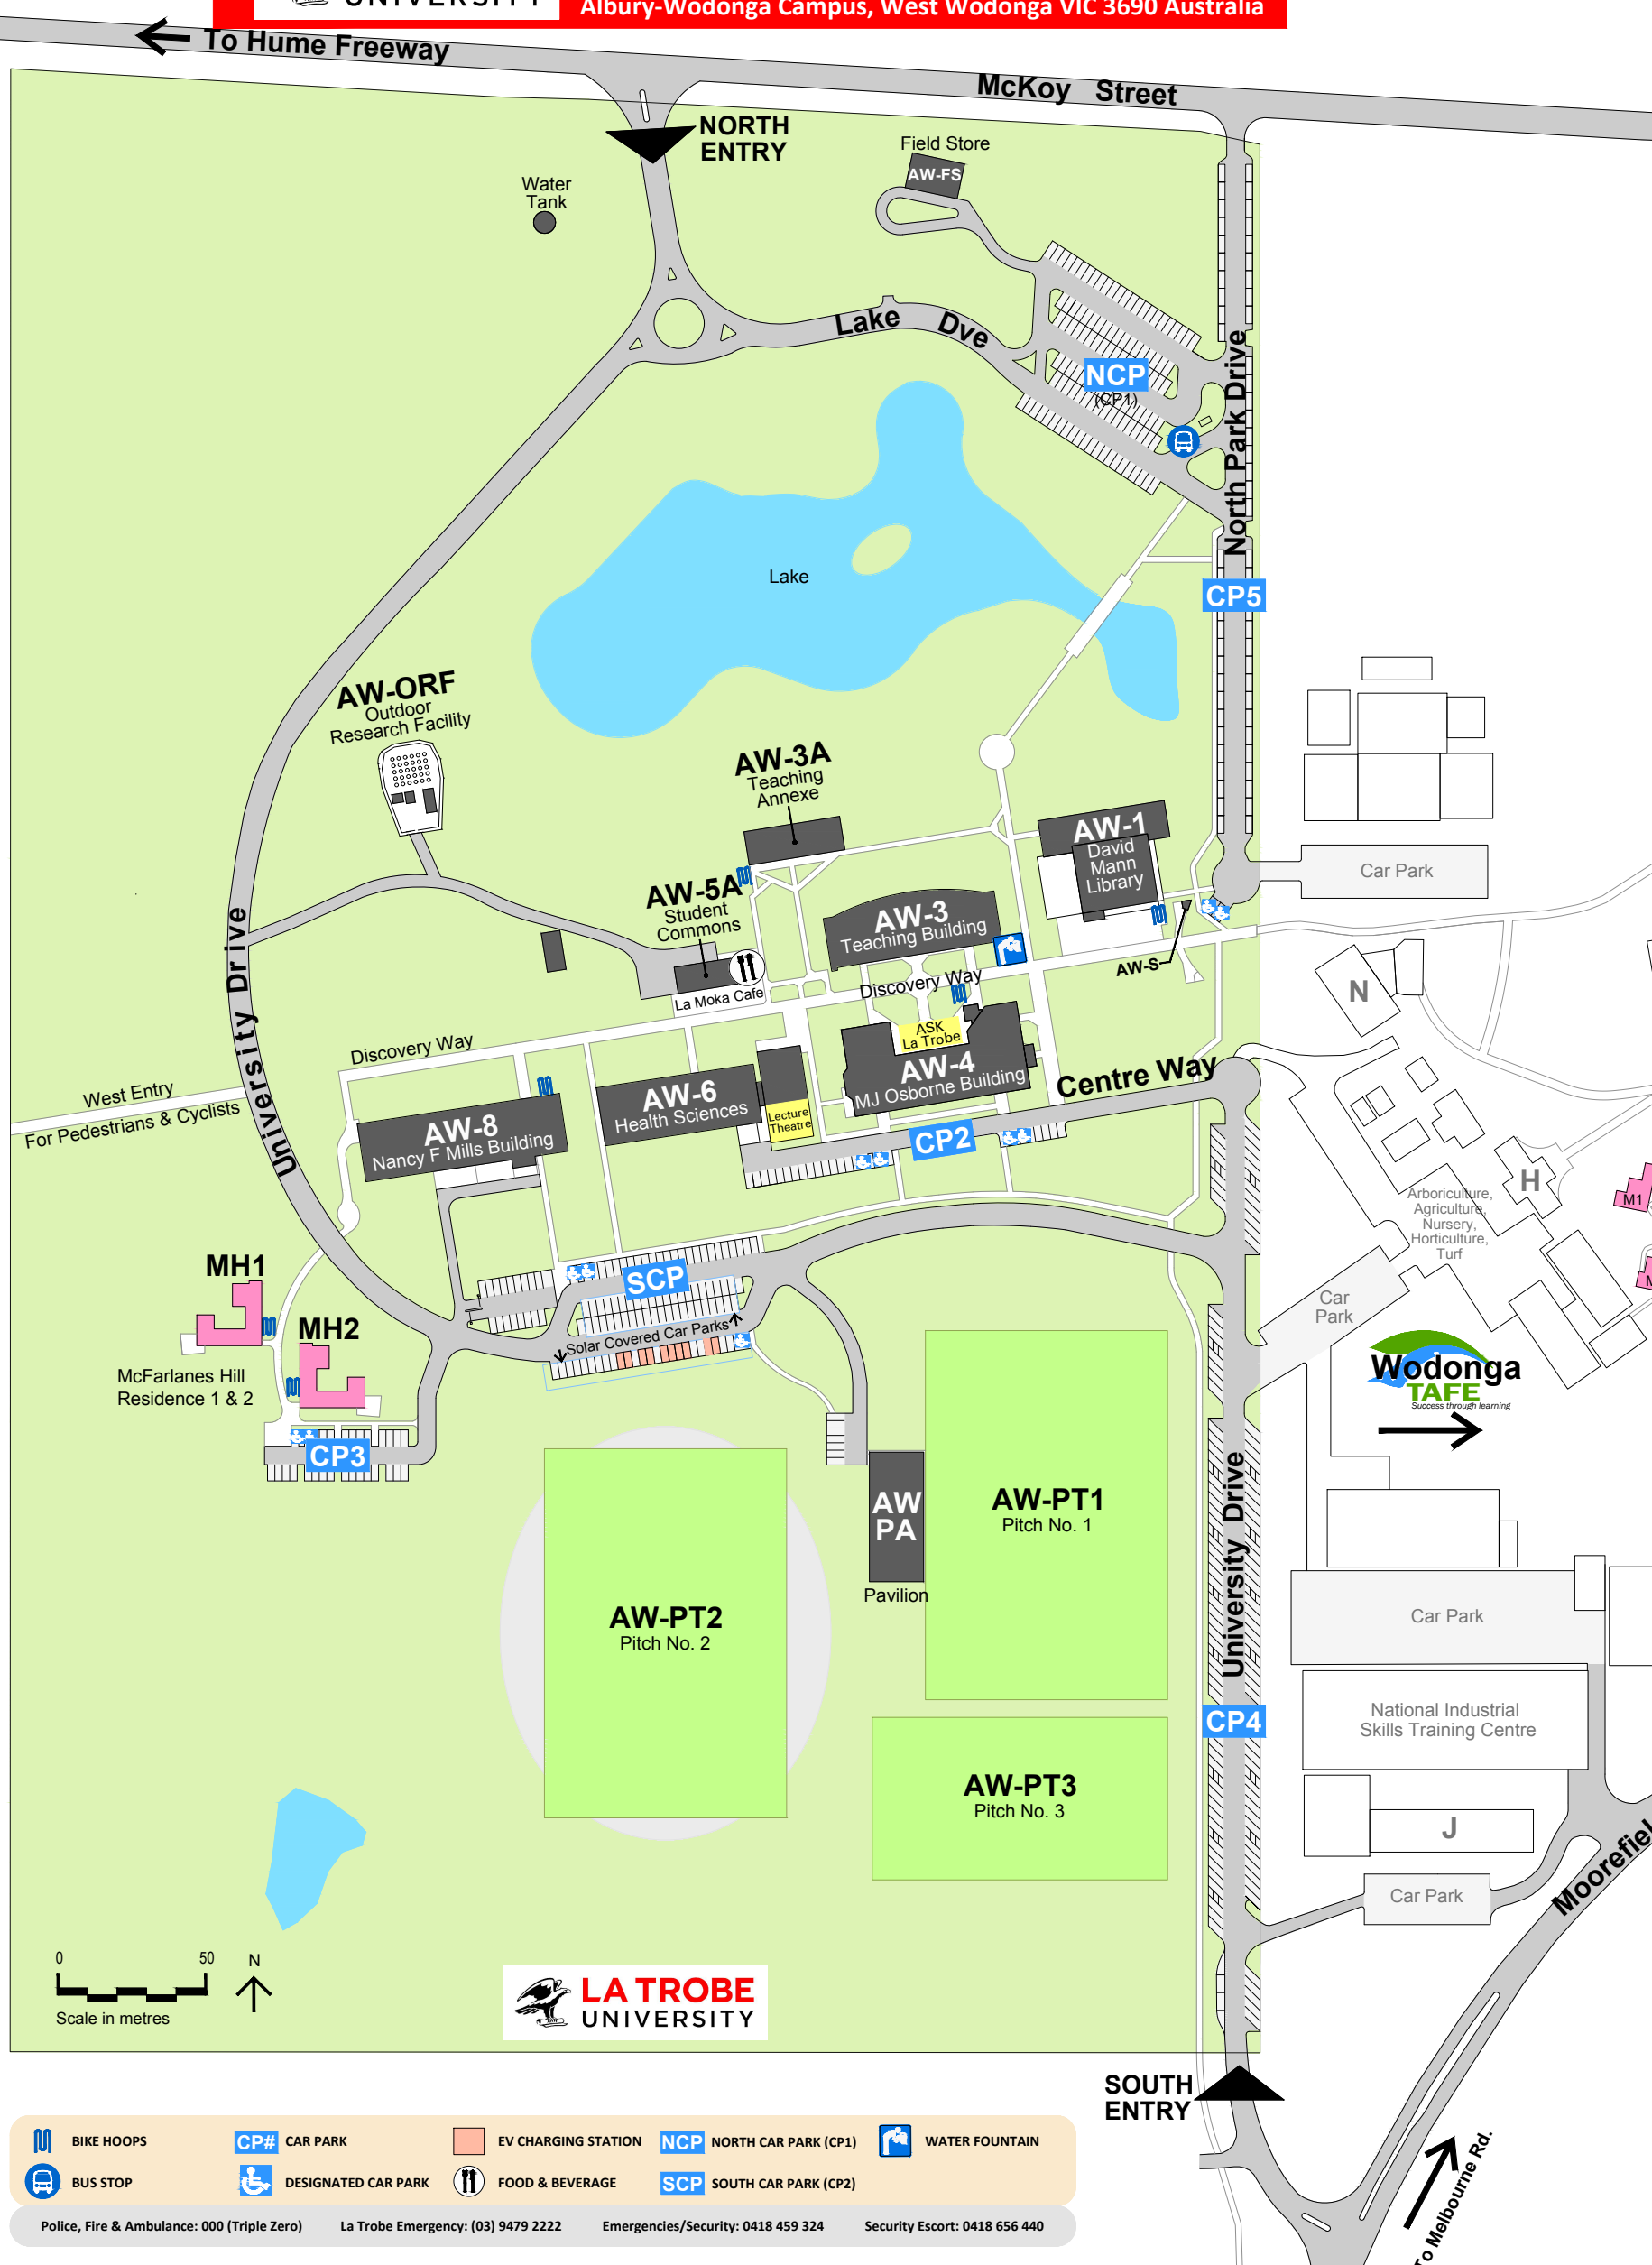 UNIVERSITY
Albury-Wodonga Campus, West Wodonga VIC 3690 Australia
To Hume Freeway
McKoy Street
NORTH
ENTRY
Field Store
AW-FS
Water
Tank
Lake Dve
NCP
(CP1)
North Park Drive
Lake
CP5
AW-ORF
Outdoor
Research Facility
AW-3A
Teaching
Annexe
AW-1
David
Mann
Library
Car Park
AW-5A
Student
Commons
AW-3
Teaching Building
La Moka Cafe
Discovery Way
AW-S
N
University Drive
ASK
La Trobe
AW-4
MJ Osborne Building
Centre Way
Discovery Way
West Entry
For Pedestrians & Cyclists
AW-6
Health Sciences
Lecture
Theatre
AW-8
Nancy F Mills Building
CP2
H
M1
Arboriculture,
Agriculture,
Nursery,
Horticulture,
Turf
MH1
SCP
MH2
Solar Covered Car Parks
Car
Park
McFarlanes Hill
Residence 1 & 2
Wodonga
TAFE
Success through learning
CP3
AW
PA
Pavilion
AW-PT1
Pitch No. 1
University Drive
AW-PT2
Pitch No. 2
Car Park
CP4
National Industrial
Skills Training Centre
AW-PT3
Pitch No. 3
J
Moorefiel
Car Park
0 50
Scale in metres
N
LA TROBE
UNIVERSITY
SOUTH
ENTRY
To Melbourne Rd.
BIKE HOOPS
CP# CAR PARK
EV CHARGING STATION
NCP NORTH CAR PARK (CP1)
WATER FOUNTAIN
BUS STOP
DESIGNATED CAR PARK
FOOD & BEVERAGE
SCP SOUTH CAR PARK (CP2)
Police, Fire & Ambulance: 000 (Triple Zero) La Trobe Emergency: (03) 9479 2222 Emergencies/Security: 0418 459 324 Security Escort: 0418 656 440